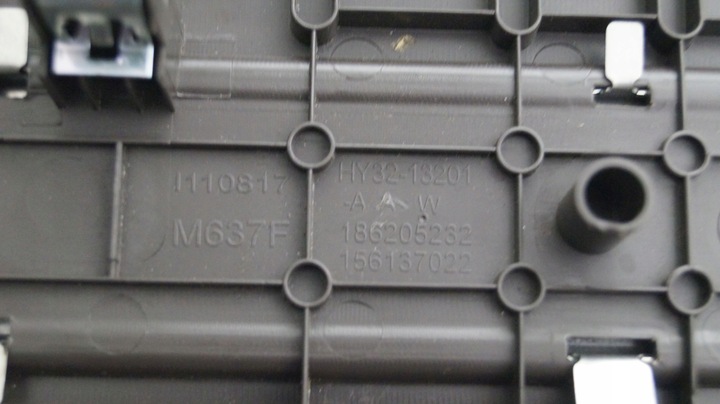 I110817
M637F
HY32-13201
-A A W
186205232
156137022